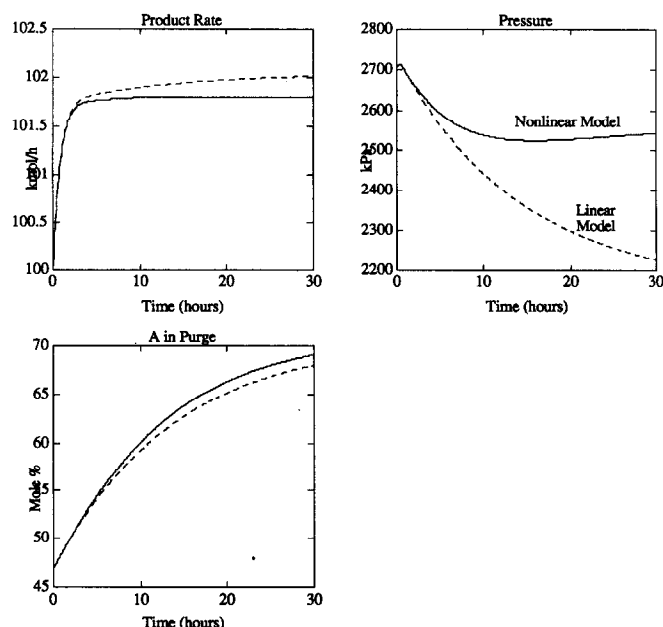 Product Rate
102.5
102
101.5
101
100.5
100
kmol/h
0 10 20 30
Time (hours)
Pressure
2800
2700
2600
2500
2400
2300
2200
kPa
Nonlinear Model
Linear
Model
0 10 20 30
Time (hours)
A in Purge
70
65
60
55
50
45
Mole %
0 10 20 30
Time (hours)